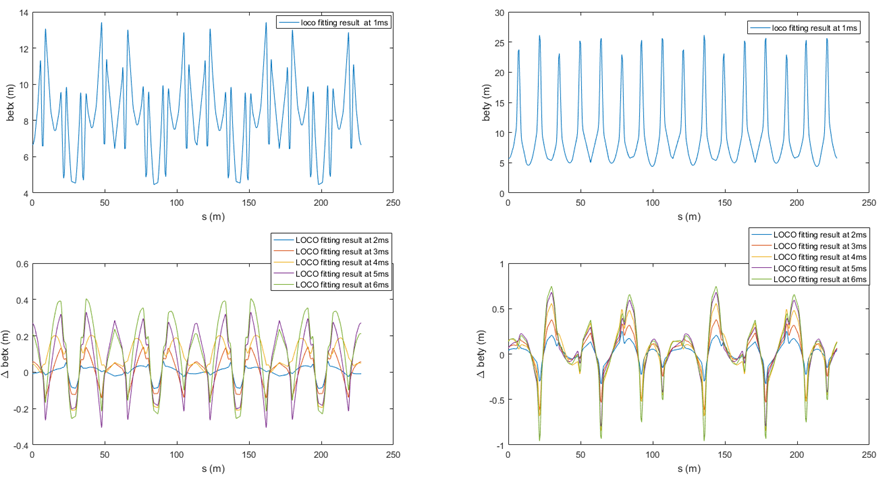 14
12
10
8
6
4
betx (m)
0
50
100
150
200
250
s (m)
loco fitting result  at 1ms
30
25
20
15
10
5
0
bety (m)
0
50
100
150
200
250
s (m)
loco fitting result at 1ms
0.6
0.4
0.2
0
-0.2
-0.4
Δ betx (m)
0
50
100
150
200
250
s (m)
LOCO fitting result at 2ms
LOCO fitting result at 3ms
LOCO fitting result at 4ms
LOCO fitting result at 5ms
LOCO fitting result at 6ms
1
0.5
0
-0.5
-1
Δ bety (m)
0
50
100
150
200
250
s (m)
LOCO fitting result at 2ms
LOCO fitting result at 3ms
LOCO fitting result at 4ms
LOCO fitting result at 5ms
LOCO fitting result at 6ms